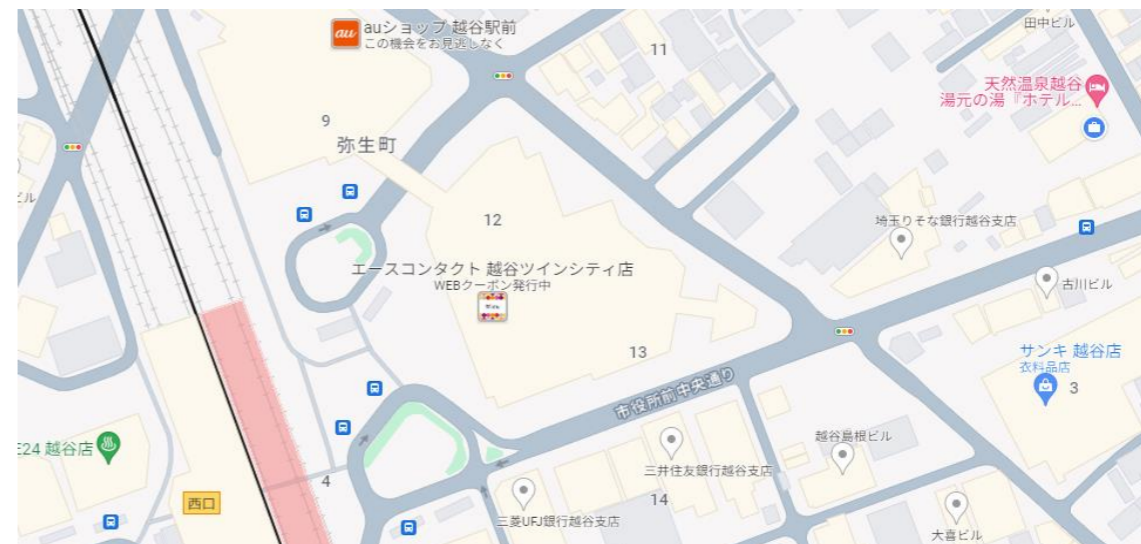 au
auショップ 越谷駅前
この機会をお見逃しなく
11
田中ビル
天然温泉越谷
湯元の湯『ホテル...
9
弥生町
ビル
12
埼玉りそな銀行越谷支店
エースコンタクト 越谷ツインシティ店
WEBクーポン発行中
古川ビル
13
サンキ 越谷店
衣料品店
3
市役所前中央通り
越谷島根ビル
E24 越谷店
三井住友銀行越谷支店
4
14
西口
三菱UFJ銀行越谷支店
大喜ビル